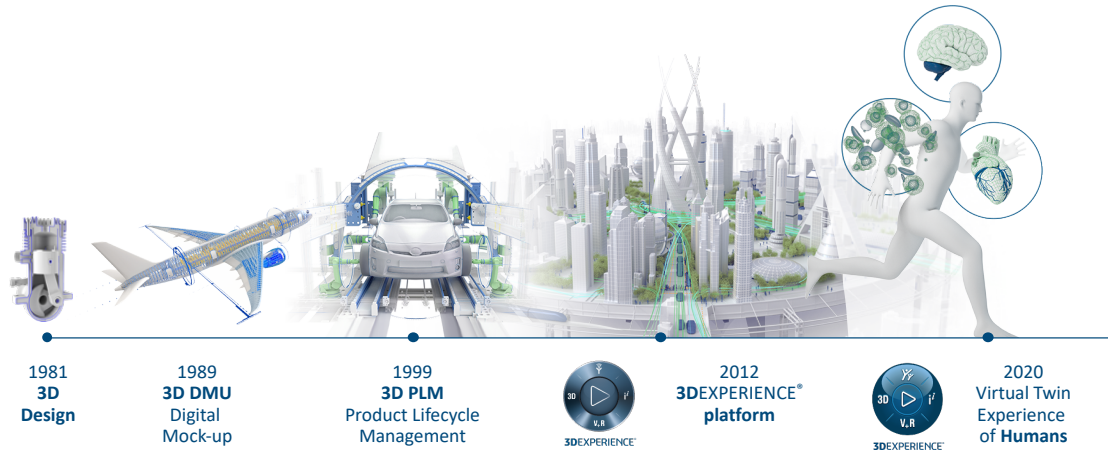 1981
3D
Design
1989
3D DMU
Digital
Mock-up
1999
3D PLM
Product Lifecycle
Management
3D
i
V.R
3DEXPERIENCE
2012
3DEXPERIENCE®
platform
3D
i
V.R
3DEXPERIENCE
2020
Virtual Twin
Experience
of Humans